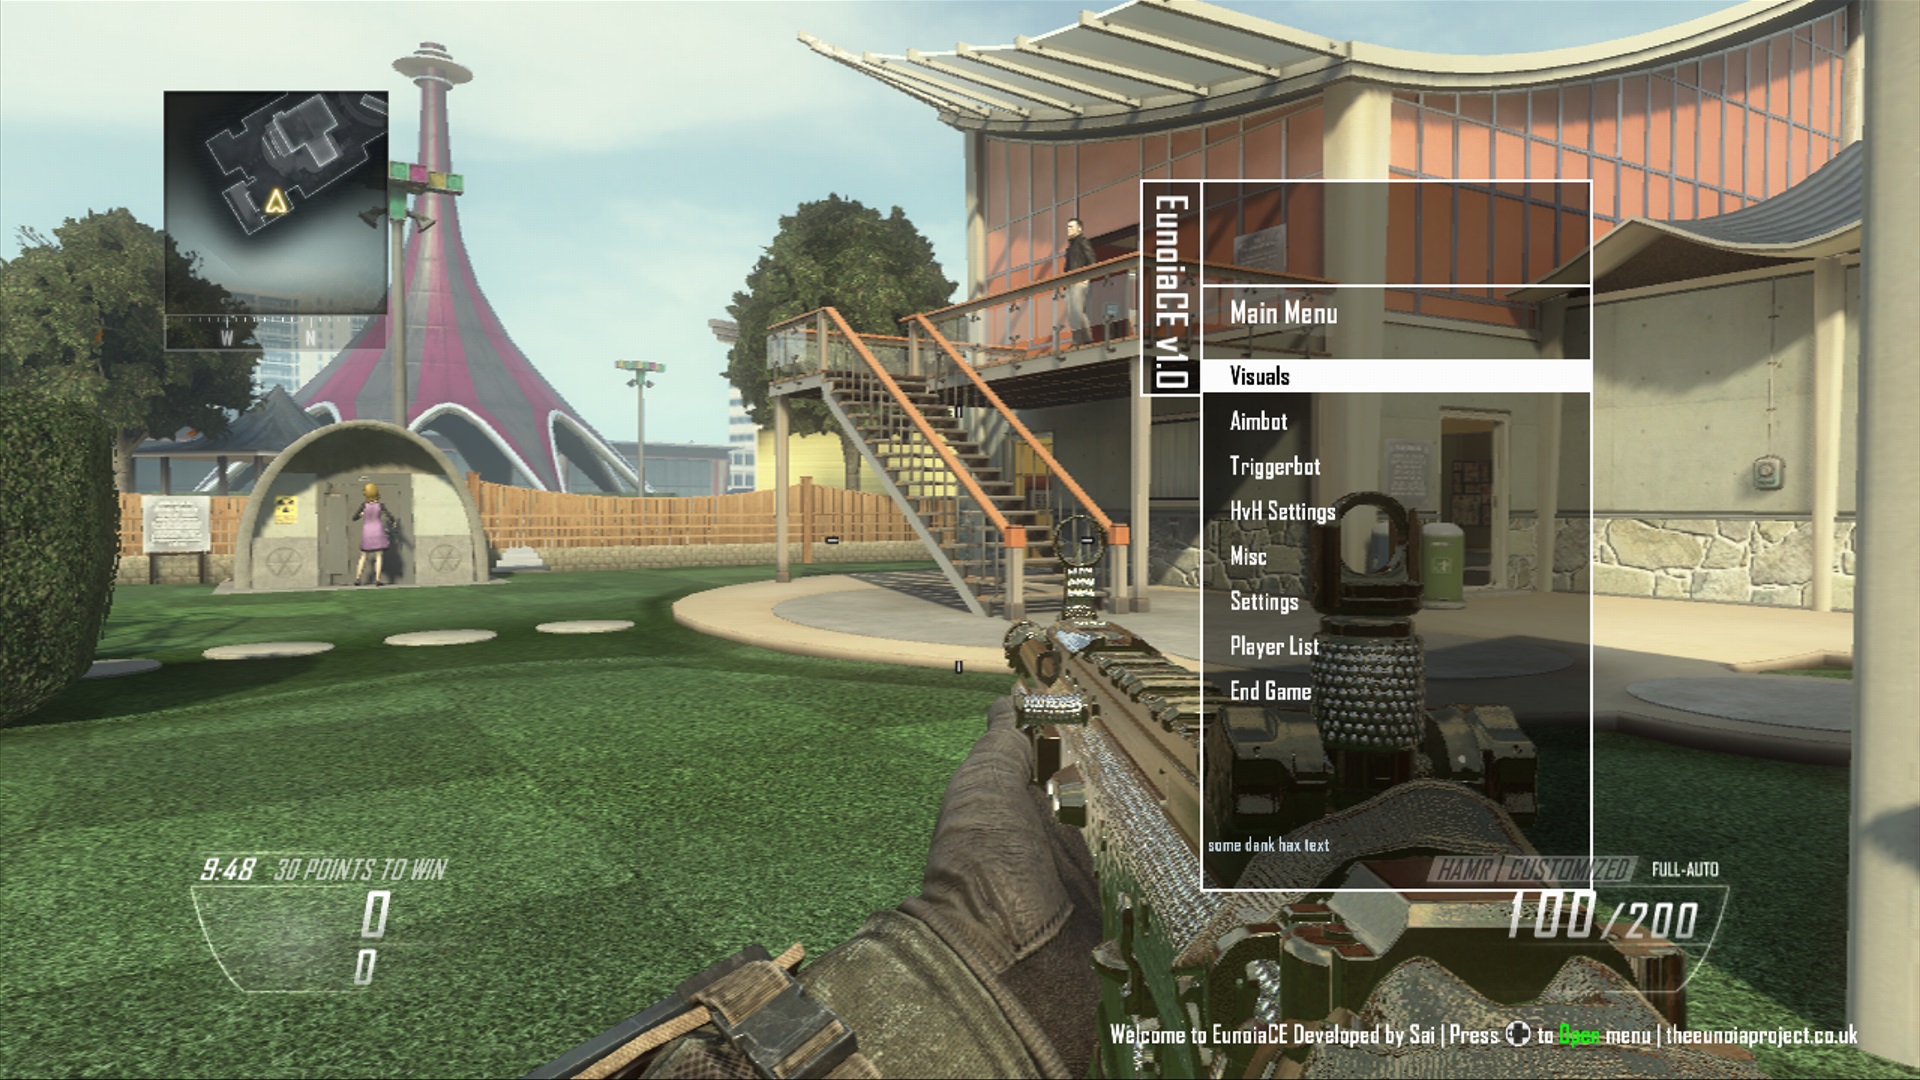 W N
EunoiaCE v1.0
Main Menu
Visuals
Aimbot
Triggerbot
HvH Settings
Misc
Settings
Player List
End Game
some dank hax text
9:48 30 POINTS TO WIN
0
0
HAMR | CUSTOMIZED FULL-AUTO
100/200
Welcome to EunoiaCE Developed by Sai | Press to Open menu | theeunoiaproject.co.uk